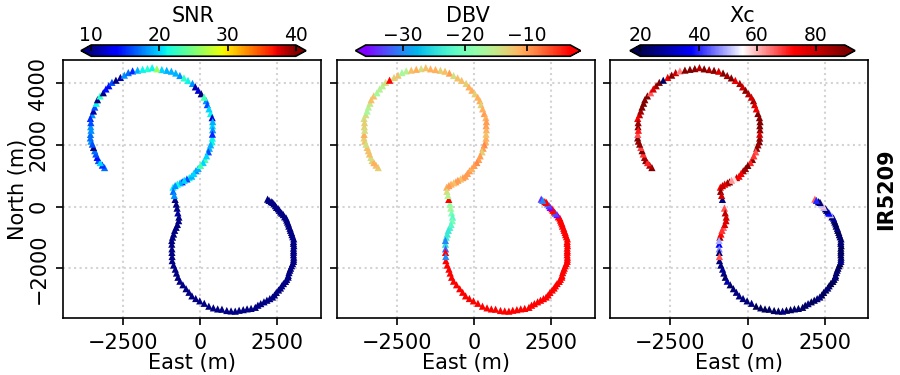 SNR DBV Xc
10 20 30 40 −30 −20 −10 20 40 60 80
4000
2000
0
−2000
North (m)
IR5209
−2500 0 2500 −2500 0 2500 −2500 0 2500
East (m) East (m) East (m)